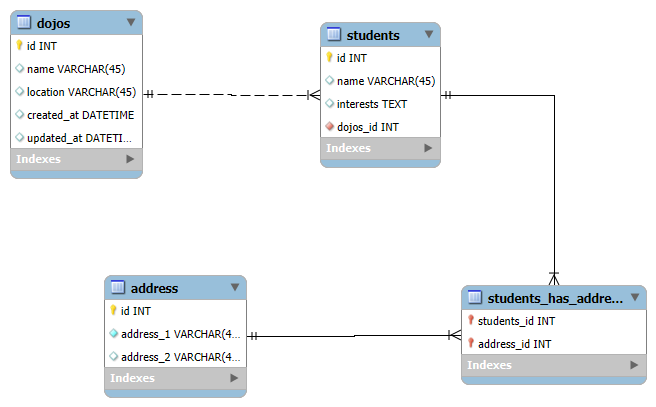 dojos
id INT
name VARCHAR(45)
location VARCHAR(45)
created_at DATETIME
updated_at DATETI...
Indexes
students
id INT
name VARCHAR(45)
interests TEXT
dojos_id INT
Indexes
address
id INT
address_1 VARCHAR(4...
address_2 VARCHAR(4...
Indexes
students_has_addre...
students_id INT
address_id INT
Indexes